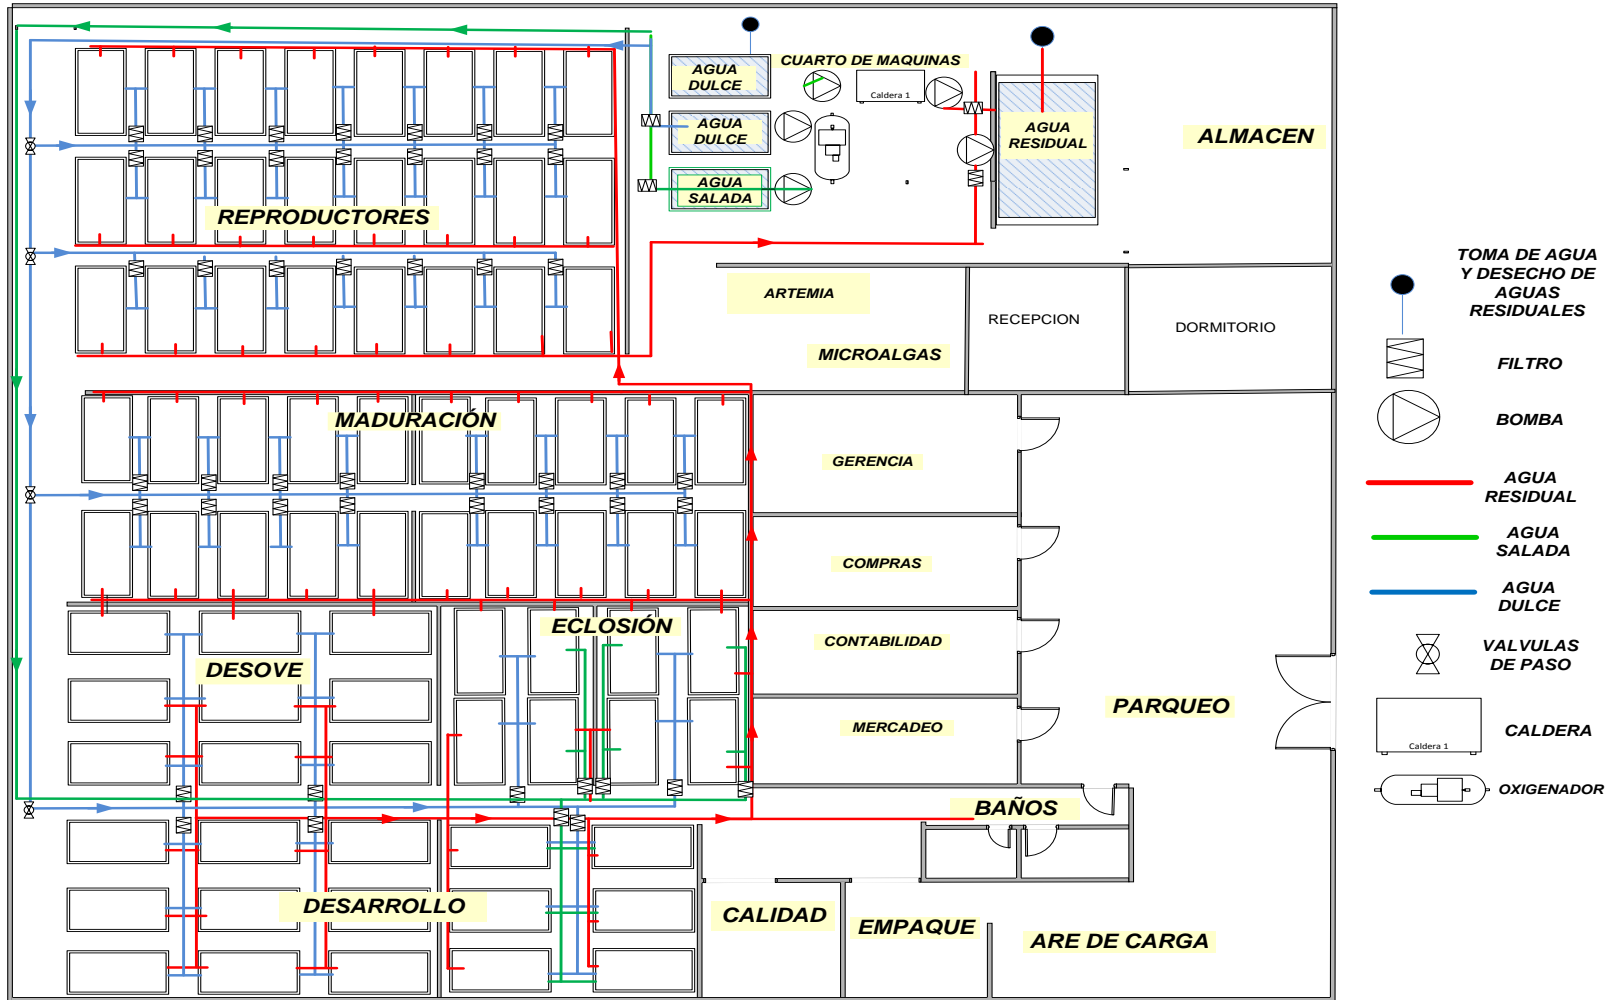 CUARTO DE MAQUINAS
AGUA
DULCE
Caldera 1
AGUA
DULCE
AGUA
RESIDUAL
ALMACEN
AGUA
SALADA
REPRODUCTORES
ARTEMIA
RECEPCION
DORMITORIO
MICROALGAS
MADURACIÓN
GERENCIA
COMPRAS
ECLOSIÓN
CONTABILIDAD
DESOVE
MERCADEO
PARQUEO
BAÑOS
DESARROLLO
CALIDAD
EMPAQUE
ARE DE CARGA
TOMA DE AGUA
Y DESECHO DE
AGUAS
RESIDUALES
FILTRO
BOMBA
AGUA
RESIDUAL
AGUA
SALADA
AGUA
DULCE
VALVULAS
DE PASO
CALDERA
Caldera 1
OXIGENADOR